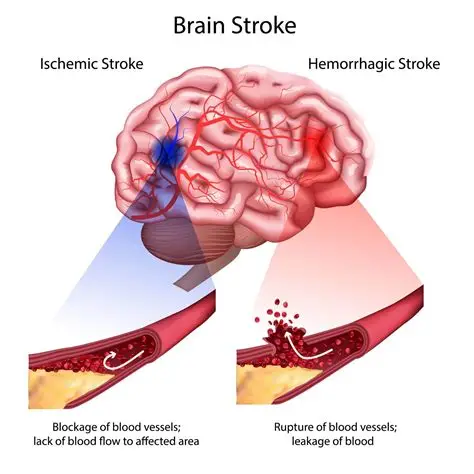 Brain Stroke
Ischemic Stroke
Hemorrhagic Stroke
Blockage of blood vessels;
lack of blood flow to affected area
Rupture of blood vessels;
leakage of blood